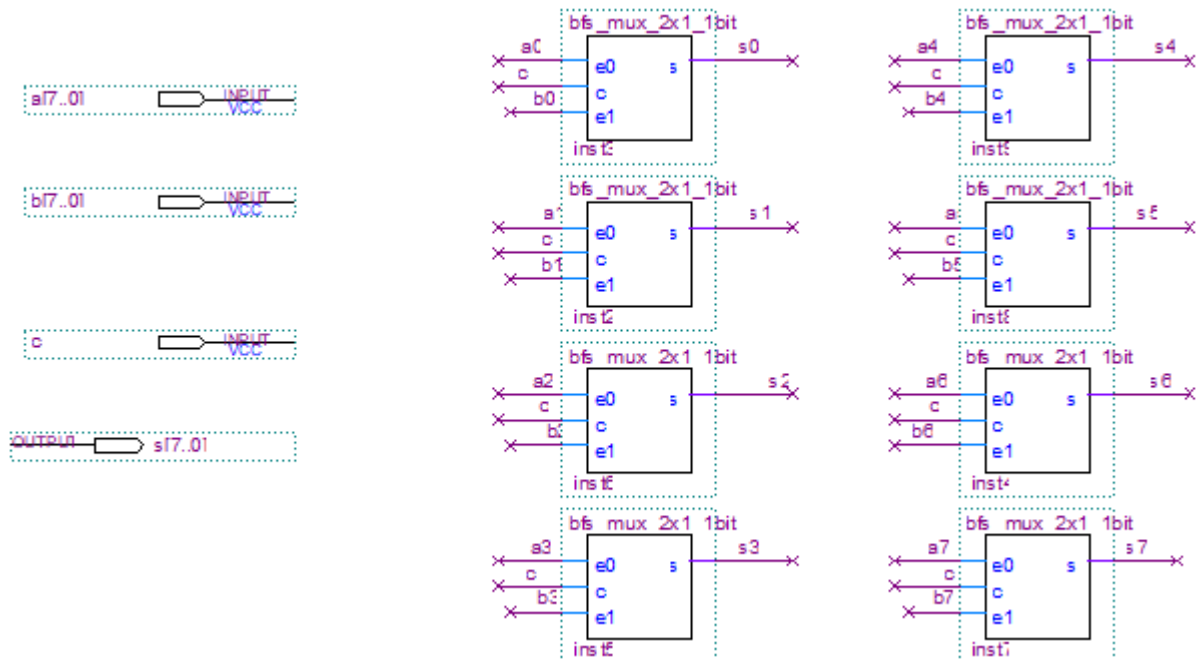 a[7..0] INPUT
VCC
b[7..0] INPUT
VCC
c INPUT
VCC
OUTPUT s[7..0]
bfs_mux_2x1_1bit
a0 e0 s s0
c c
b0 e1
inst3
bfs_mux_2x1_1bit
a1 e0 s s1
c c
b1 e1
inst2
bfs_mux_2x1_1bit
a2 e0 s s2
c c
e1
inst6
bfs_mux_2x1_1bit
a3 e0 s s3
c c
b3 e1
bfs_mux_2x1_1bit
a4 e0 s s4
c c
b4 e1
bfs_mux_2x1_1bit
a e0 s s5
c c
b5 e1
inst8
bfs_mux_2x1_1bit
a6 e0 s s6
c c
b6 e1
inst4
bfs_mux_2x1_1bit
a7 e0 s s7
c c
b7 e1
inst7